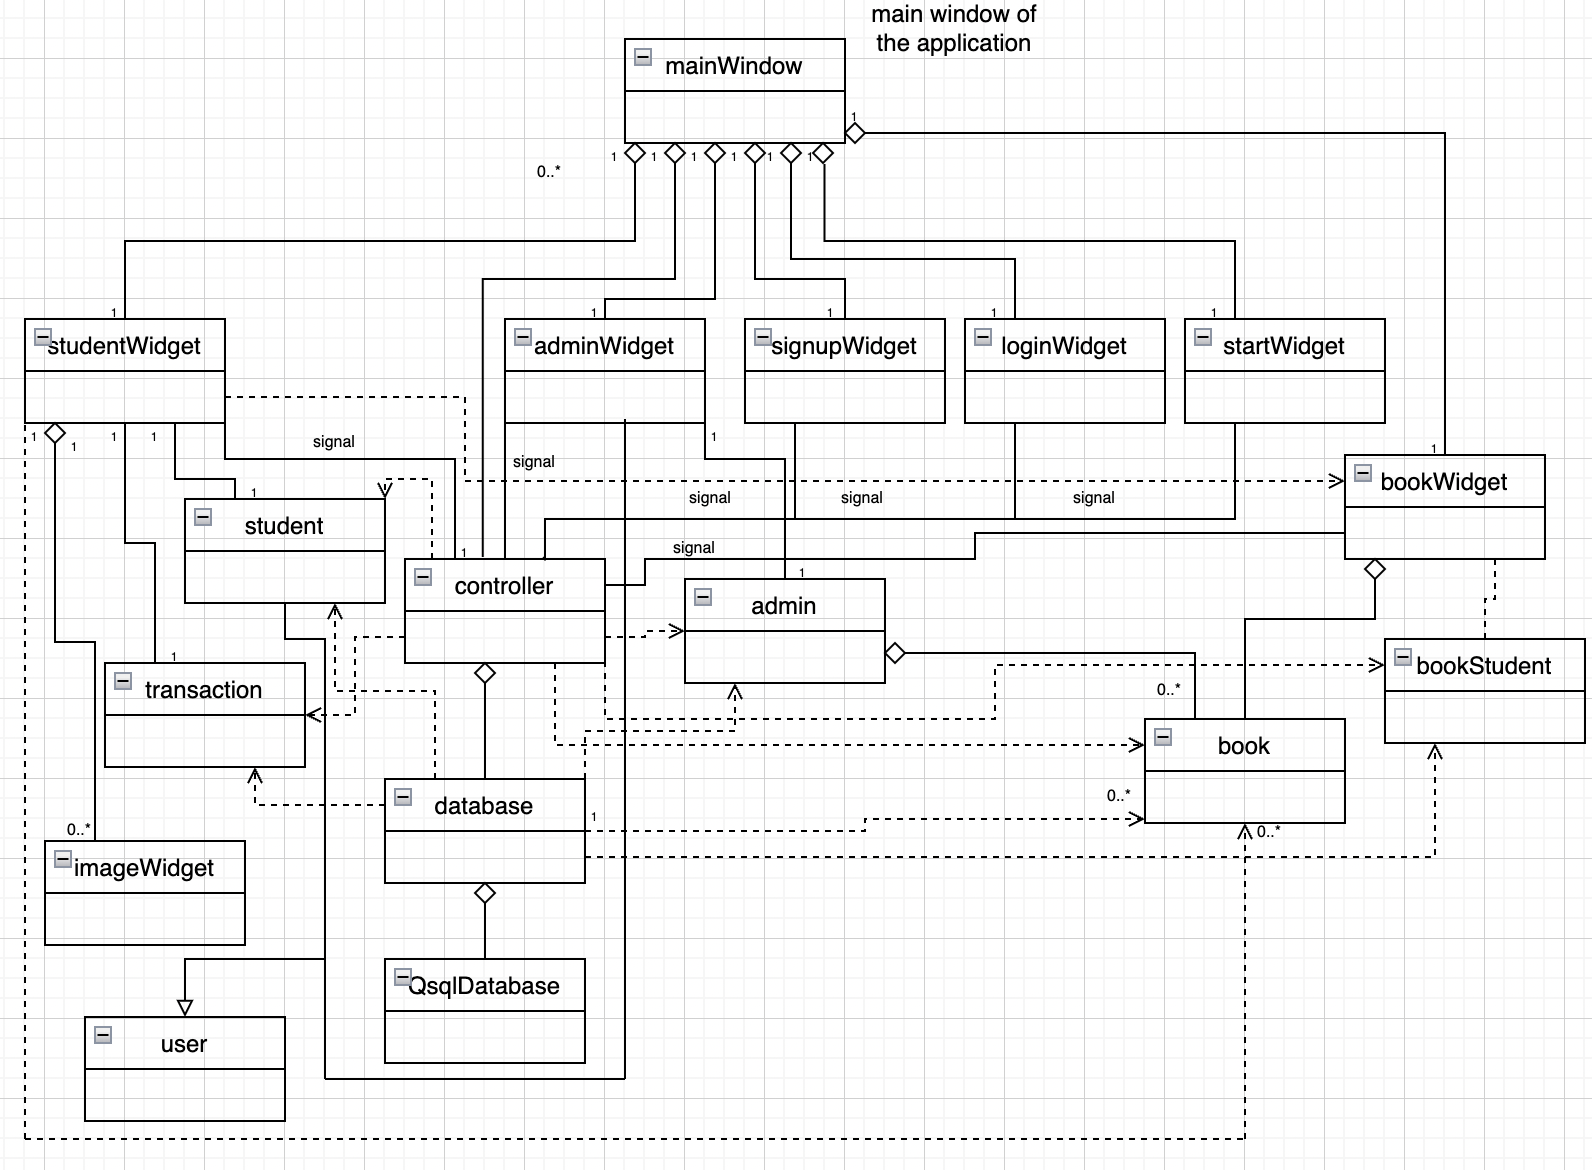 main window of
the application
mainWindow
1
0..*
1
1
1
1
1
1
1
1
1
1
1
studentWidget
adminWidget
signupWidget
loginWidget
startWidget
1
1
1
1
signal
1
signal
1
bookWidget
1
signal
signal
signal
student
signal
1
controller
1
admin
1
transaction
bookStudent
0..*
book
0..*
database
1
0..*
0..*
imageWidget
QsqlDatabase
user